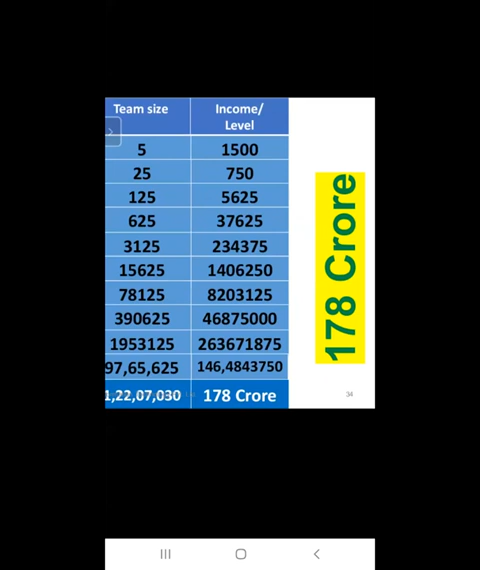 Team size Income/
Level
5 1500
25 750
125 5625
625 37625
3125 234375
15625 1406250
78125 8203125
390625 46875000
1953125 263671875
97,65,625 146,4843750
1,22,07,030 178 Crore
178 Crore
34